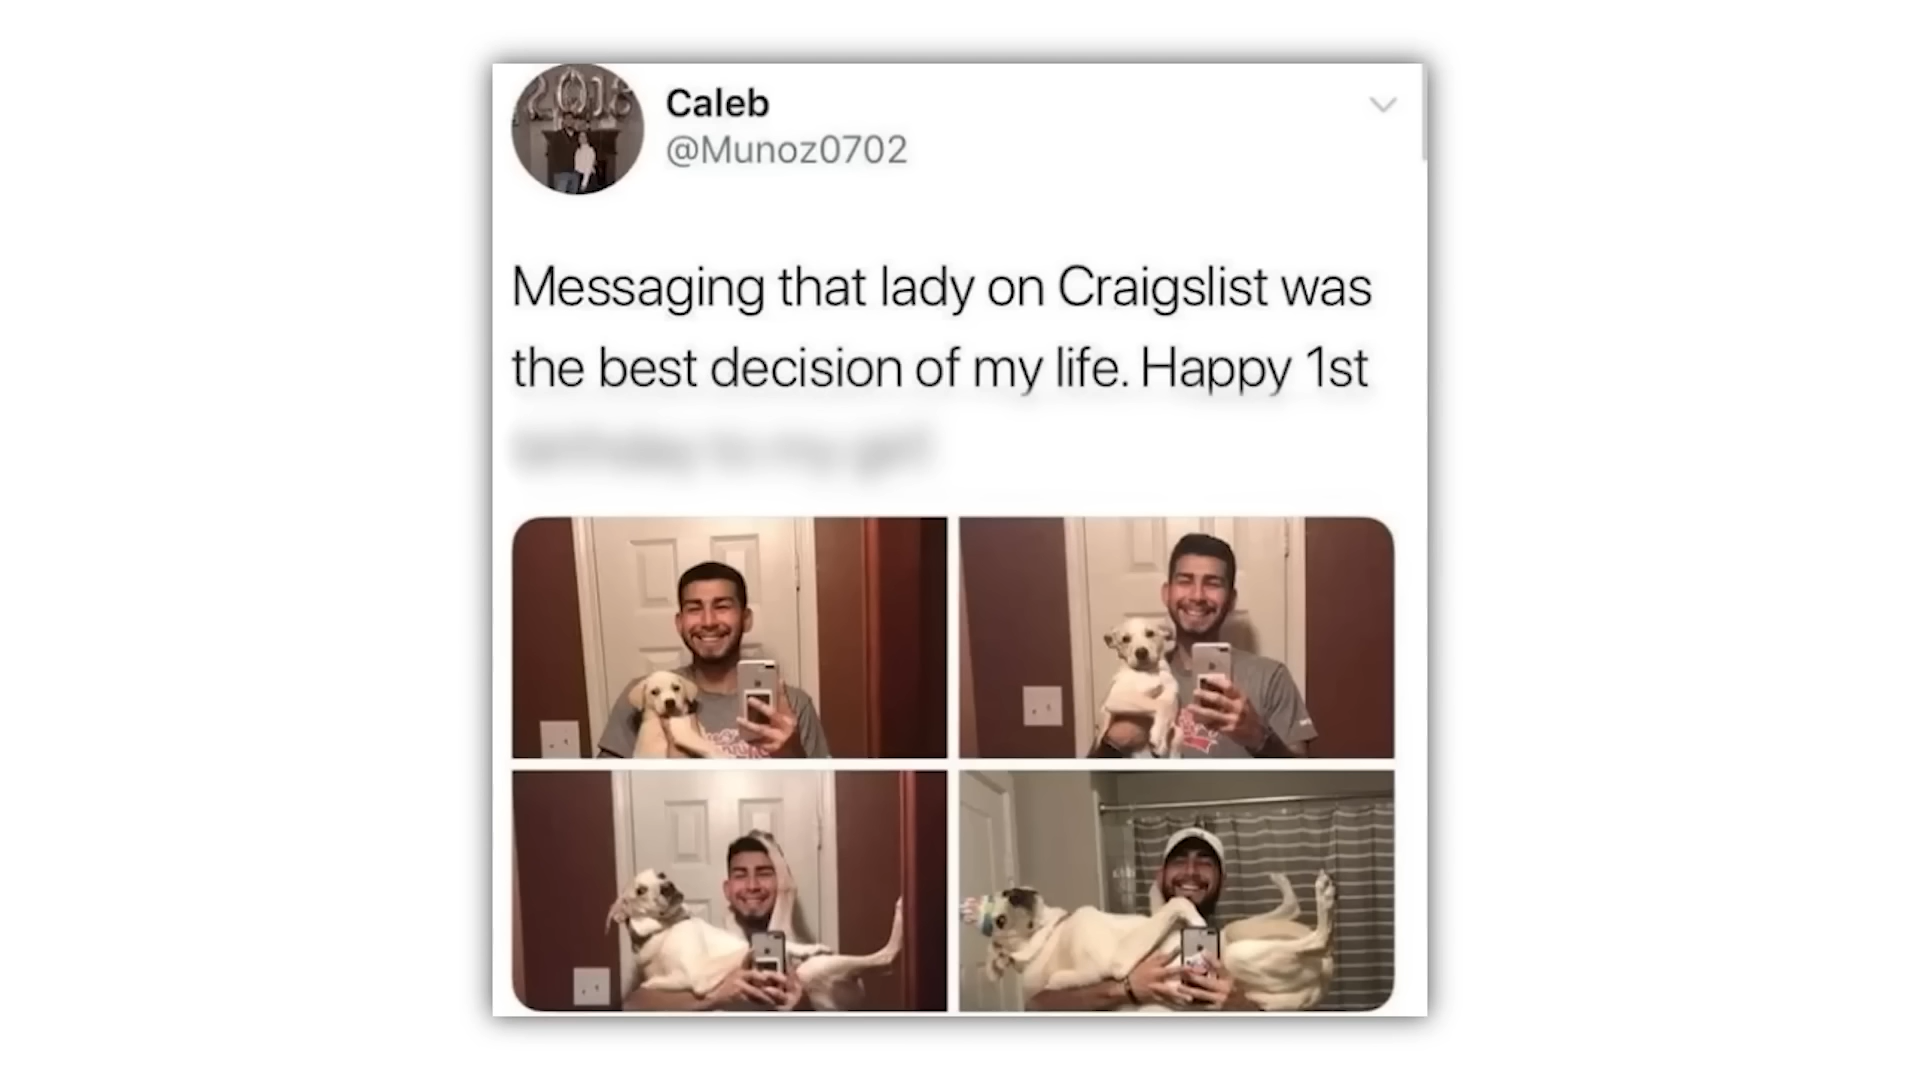 Caleb
@Munoz0702
Messaging that lady on Craigslist was
the best decision of my life. Happy 1st